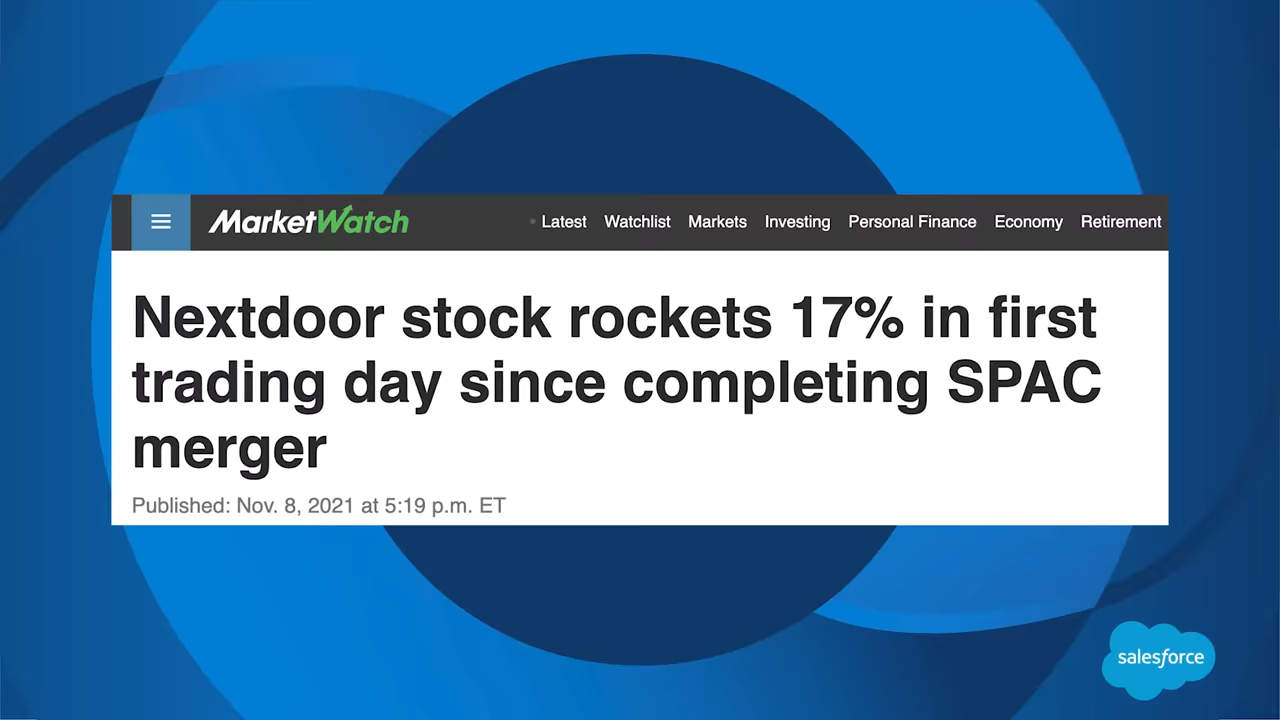 MarketWatch
Latest Watchlist Markets Investing Personal Finance Economy Retirement
Nextdoor stock rockets 17% in first
trading day since completing SPAC
merger
Published: Nov. 8, 2021 at 5:19 p.m. ET
salesforce